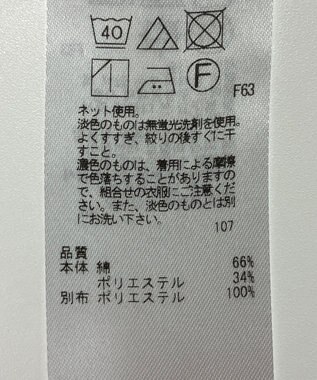 40
F
F63
ネット使用。
淡色のものは無蛍光洗剤を使用。
よくすすぎ、絞りの後すぐに干
すこと。
濃色のものは、着用による摩擦
で色落ちすることがありますの
で、組合せの衣服にご注意くだ
さい。また、淡色のものとは別
にお洗い下さい。
107
品質
本体 綿 66%
ポリエステル 34%
別布 ポリエステル 100%